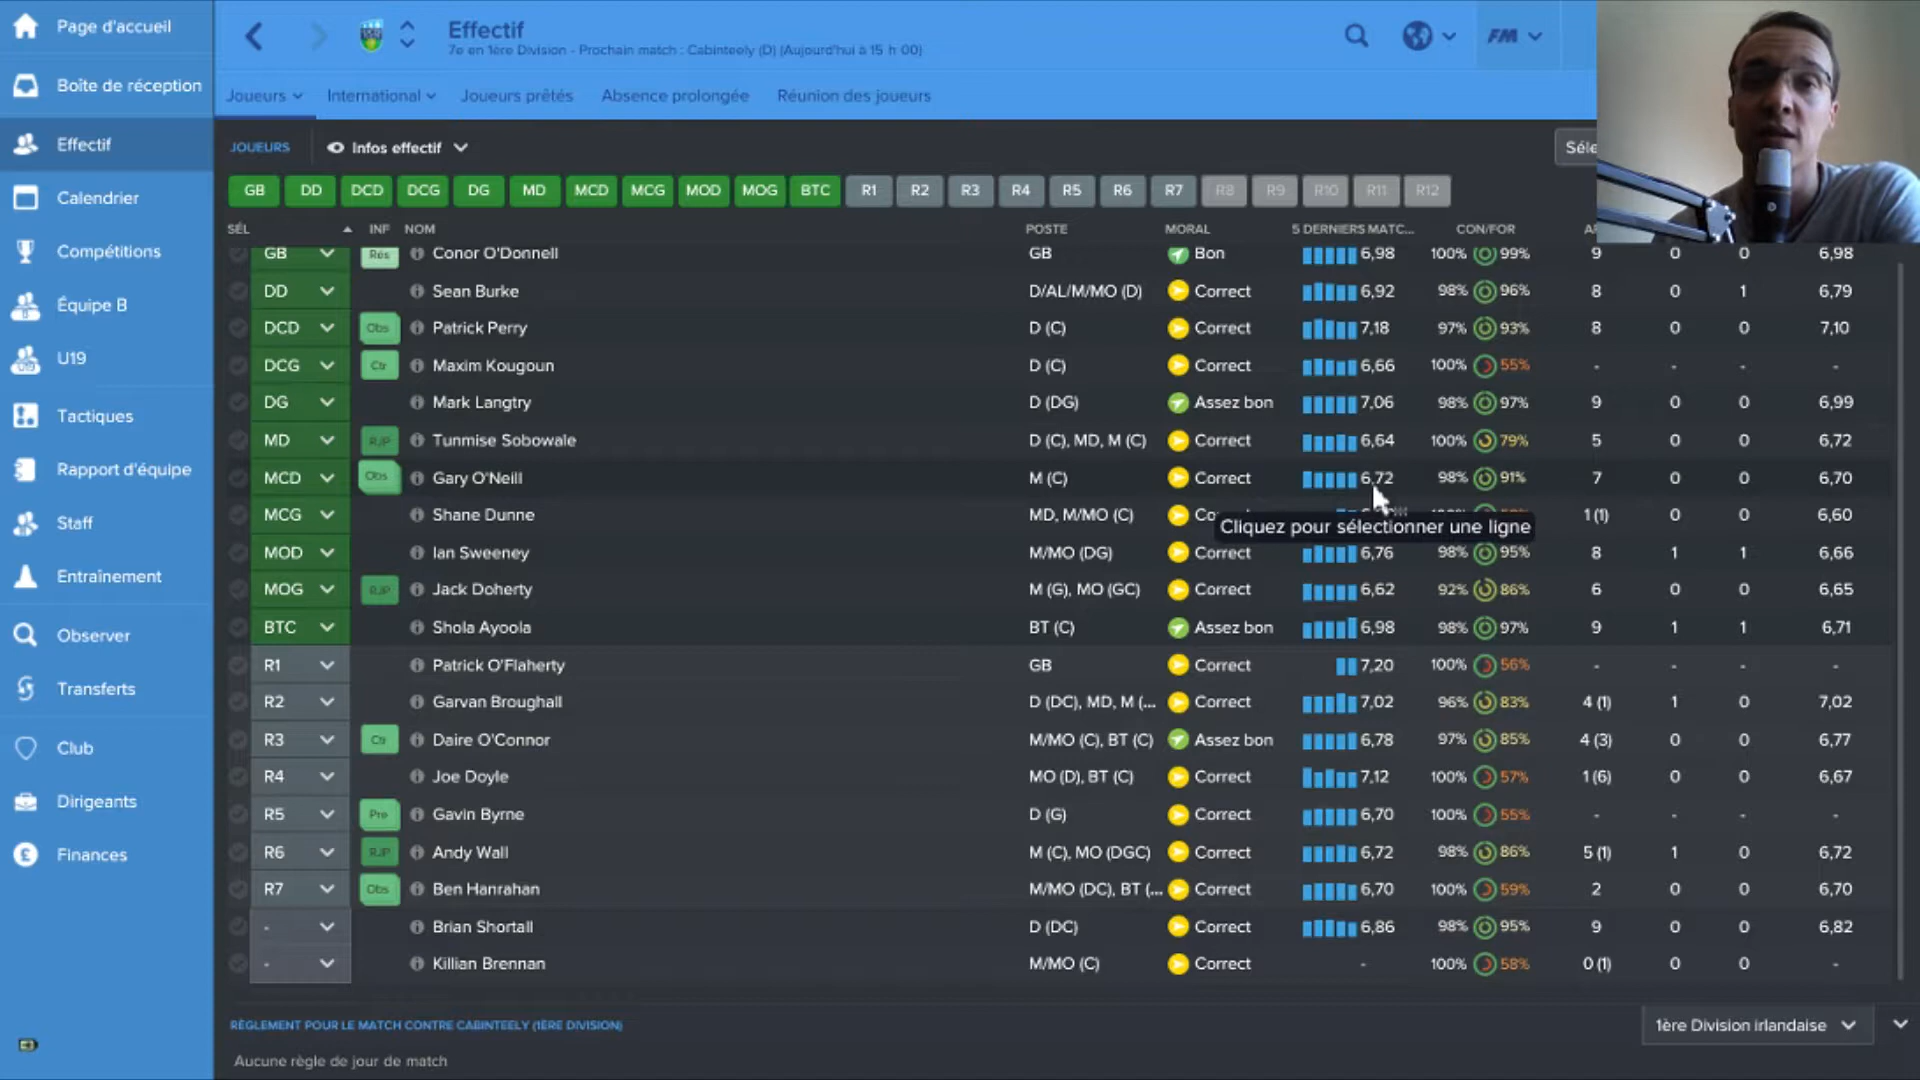 Page d'accueil
Boîte de réception
Effectif
Calendrier
Compétitions
Équipe B
U19
Tactiques
Rapport d'équipe
Staff
Entraînement
Observer
Transferts
Club
Dirigeants
Finances
Effectif
7e en 1ère Division - Prochain match : Cabinteely (D) (Aujourd'hui à 15 h 00)
FM
Joueurs International Joueurs prêtés Absence prolongée Réunion des joueurs
JOUEURS Infos effectif Séle
GB DD DCD DCG DG MD MCD MCG MOD MOG BTC R1 R2 R3 R4 R5 R6 R7 R8 R9 R10 R11 R12
SÉL INF NOM POSTE MORAL 5 DERNIERS MATC... CON/FOR
GB Res Conor O'Donnell GB Bon 6,98 100% 99% 9 0 0 6,98
DD Sean Burke D/AL/M/MO (D) Correct 6,92 98% 96% 8 0 1 6,79
DCD Obs Patrick Perry D (C) Correct 7,18 97% 93% 8 0 0 7,10
DCG Ctr Maxim Kougoun D (C) Correct 6,66 100% 55% - - - -
DG Mark Langtry D (DG) Assez bon 7,06 98% 97% 9 0 0 6,99
MD RJP Tunmise Sobowale D (C), MD, M (C) Correct 6,64 100% 79% 5 0 0 6,72
MCD Obs Gary O'Neill M (C) Correct 6,72 98% 91% 7 0 0 6,70
MCG Shane Dunne MD, M/MO (C) Co 1 (1) 0 0 6,60
Cliquez pour sélectionner une ligne
MOD Ian Sweeney M/MO (DG) Correct 6,76 98% 95% 8 1 1 6,66
MOG RJP Jack Doherty M (G), MO (GC) Correct 6,62 92% 86% 6 0 0 6,65
BTC Shola Ayoola BT (C) Assez bon 6,98 98% 97% 9 1 1 6,71
R1 Patrick O'Flaherty GB Correct 7,20 100% 56% - - - -
R2 Garvan Broughall D (DC), MD, M (... Correct 7,02 96% 83% 4 (1) 1 0 7,02
R3 Ctr Daire O'Connor M/MO (C), BT (C) Assez bon 6,78 97% 85% 4 (3) 0 0 6,77
R4 Joe Doyle MO (D), BT (C) Correct 7,12 100% 57% 1 (6) 0 0 6,67
R5 Pre Gavin Byrne D (G) Correct 6,70 100% 55% - - - -
R6 RJP Andy Wall M (C), MO (DGC) Correct 6,72 98% 86% 5 (1) 1 0 6,72
R7 Obs Ben Hanrahan M/MO (DC), BT (... Correct 6,70 100% 59% 2 0 0 6,70
- Brian Shortall D (DC) Correct 6,86 98% 95% 9 0 0 6,82
- Killian Brennan M/MO (C) Correct - 100% 58% 0 (1) 0 0 -
RÈGLEMENT POUR LE MATCH CONTRE CABINTEELY (1ÈRE DIVISION) 1ère Division irlandaise
Aucune règle de jour de match